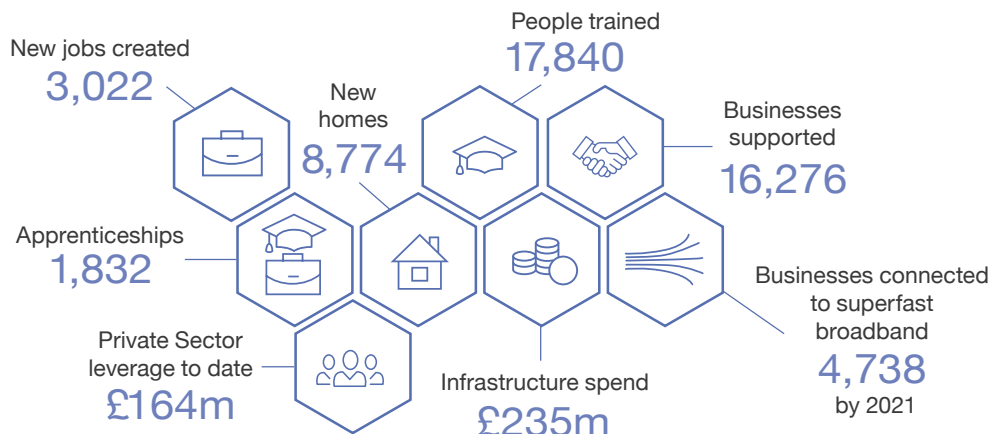 New jobs created
3,022
New
homes
8,774
People trained
17,840
Businesses
supported
16,276
Apprenticeships
1,832
Private Sector
leverage to date
£164m
Infrastructure spend
£235m
Businesses connected
to superfast
broadband
4,738
by 2021